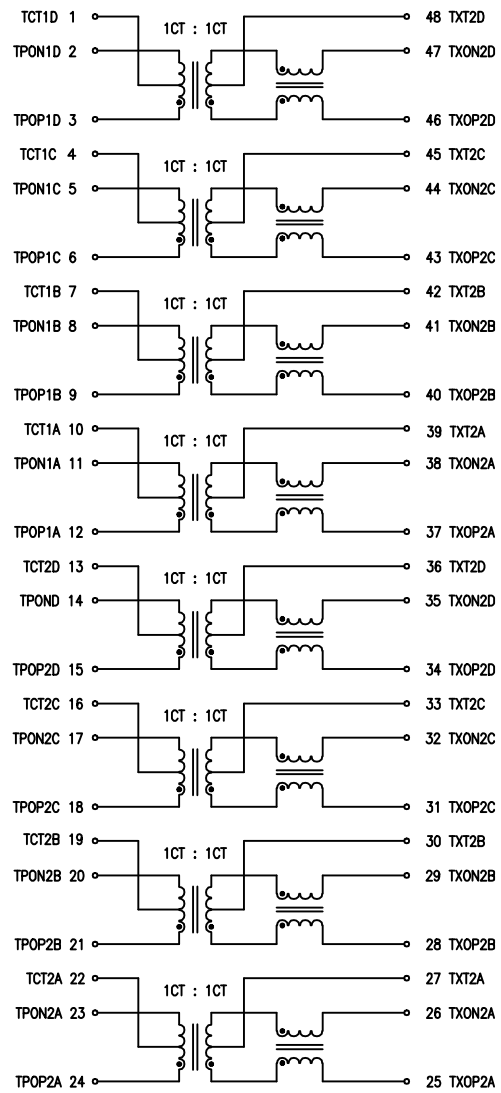 TCT1D 1 1CT : 1CT 48 TXT2D
TPON1D 2 47 TXON2D
TPOP1D 3 46 TXOP2D
TCT1C 4 1CT : 1CT 45 TXT2C
TPON1C 5 44 TXON2C
TPOP1C 6 43 TXOP2C
TCT1B 7 1CT : 1CT 42 TXT2B
TPON1B 8 41 TXON2B
TPOP1B 9 40 TXOP2B
TCT1A 10 1CT : 1CT 39 TXT2A
TPON1A 11 38 TXON2A
TPOP1A 12 37 TXOP2A
TCT2D 13 1CT : 1CT 36 TXT2D
TPOND 14 35 TXON2D
TPOP2D 15 34 TXOP2D
TCT2C 16 1CT : 1CT 33 TXT2C
TPON2C 17 32 TXON2C
TPOP2C 18 31 TXOP2C
TCT2B 19 1CT : 1CT 30 TXT2B
TPON2B 20 29 TXON2B
TPOP2B 21 28 TXOP2B
TCT2A 22 1CT : 1CT 27 TXT2A
TPON2A 23 26 TXON2A
TPOP2A 24 25 TXOP2A